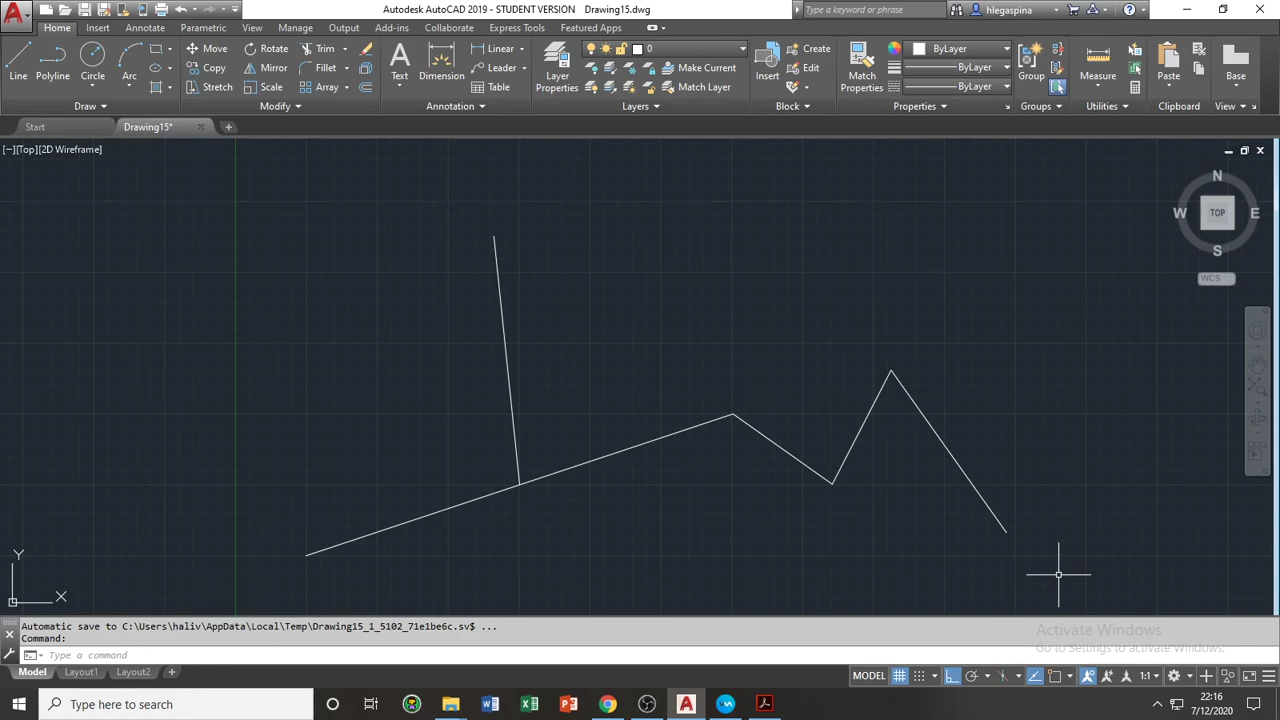 Autodesk AutoCAD 2019 - STUDENT VERSION Drawing15.dwg
Type a keyword or phrase
hlegaspina
Home Insert Annotate Parametric View Manage Output Add-ins Collaborate Express Tools Featured Apps
Line Polyline Circle Arc
Move Rotate Trim
Copy Mirror Fillet
Stretch Scale Array
Text Dimension
Linear
Leader
Table
Layer Properties
0
Make Current
Match Layer
Insert
Create
Edit
Match Properties
ByLayer
ByLayer
ByLayer
Group
Measure
Paste
Base
Draw Modify Annotation Layers Block Properties Groups Utilities Clipboard View
Start Drawing15*
[−][Top][2D Wireframe]
N
W TOP E
S
WCS
Y
X
Automatic save to C:\Users\haliv\AppData\Local\Temp\Drawing15_1_5102_71e1be6c.sv$ ...
Command:
Activate Windows
Go to Settings to activate Windows.
Type a command
Model Layout1 Layout2
MODEL
1:1
Type here to search
22:16
7/12/2020